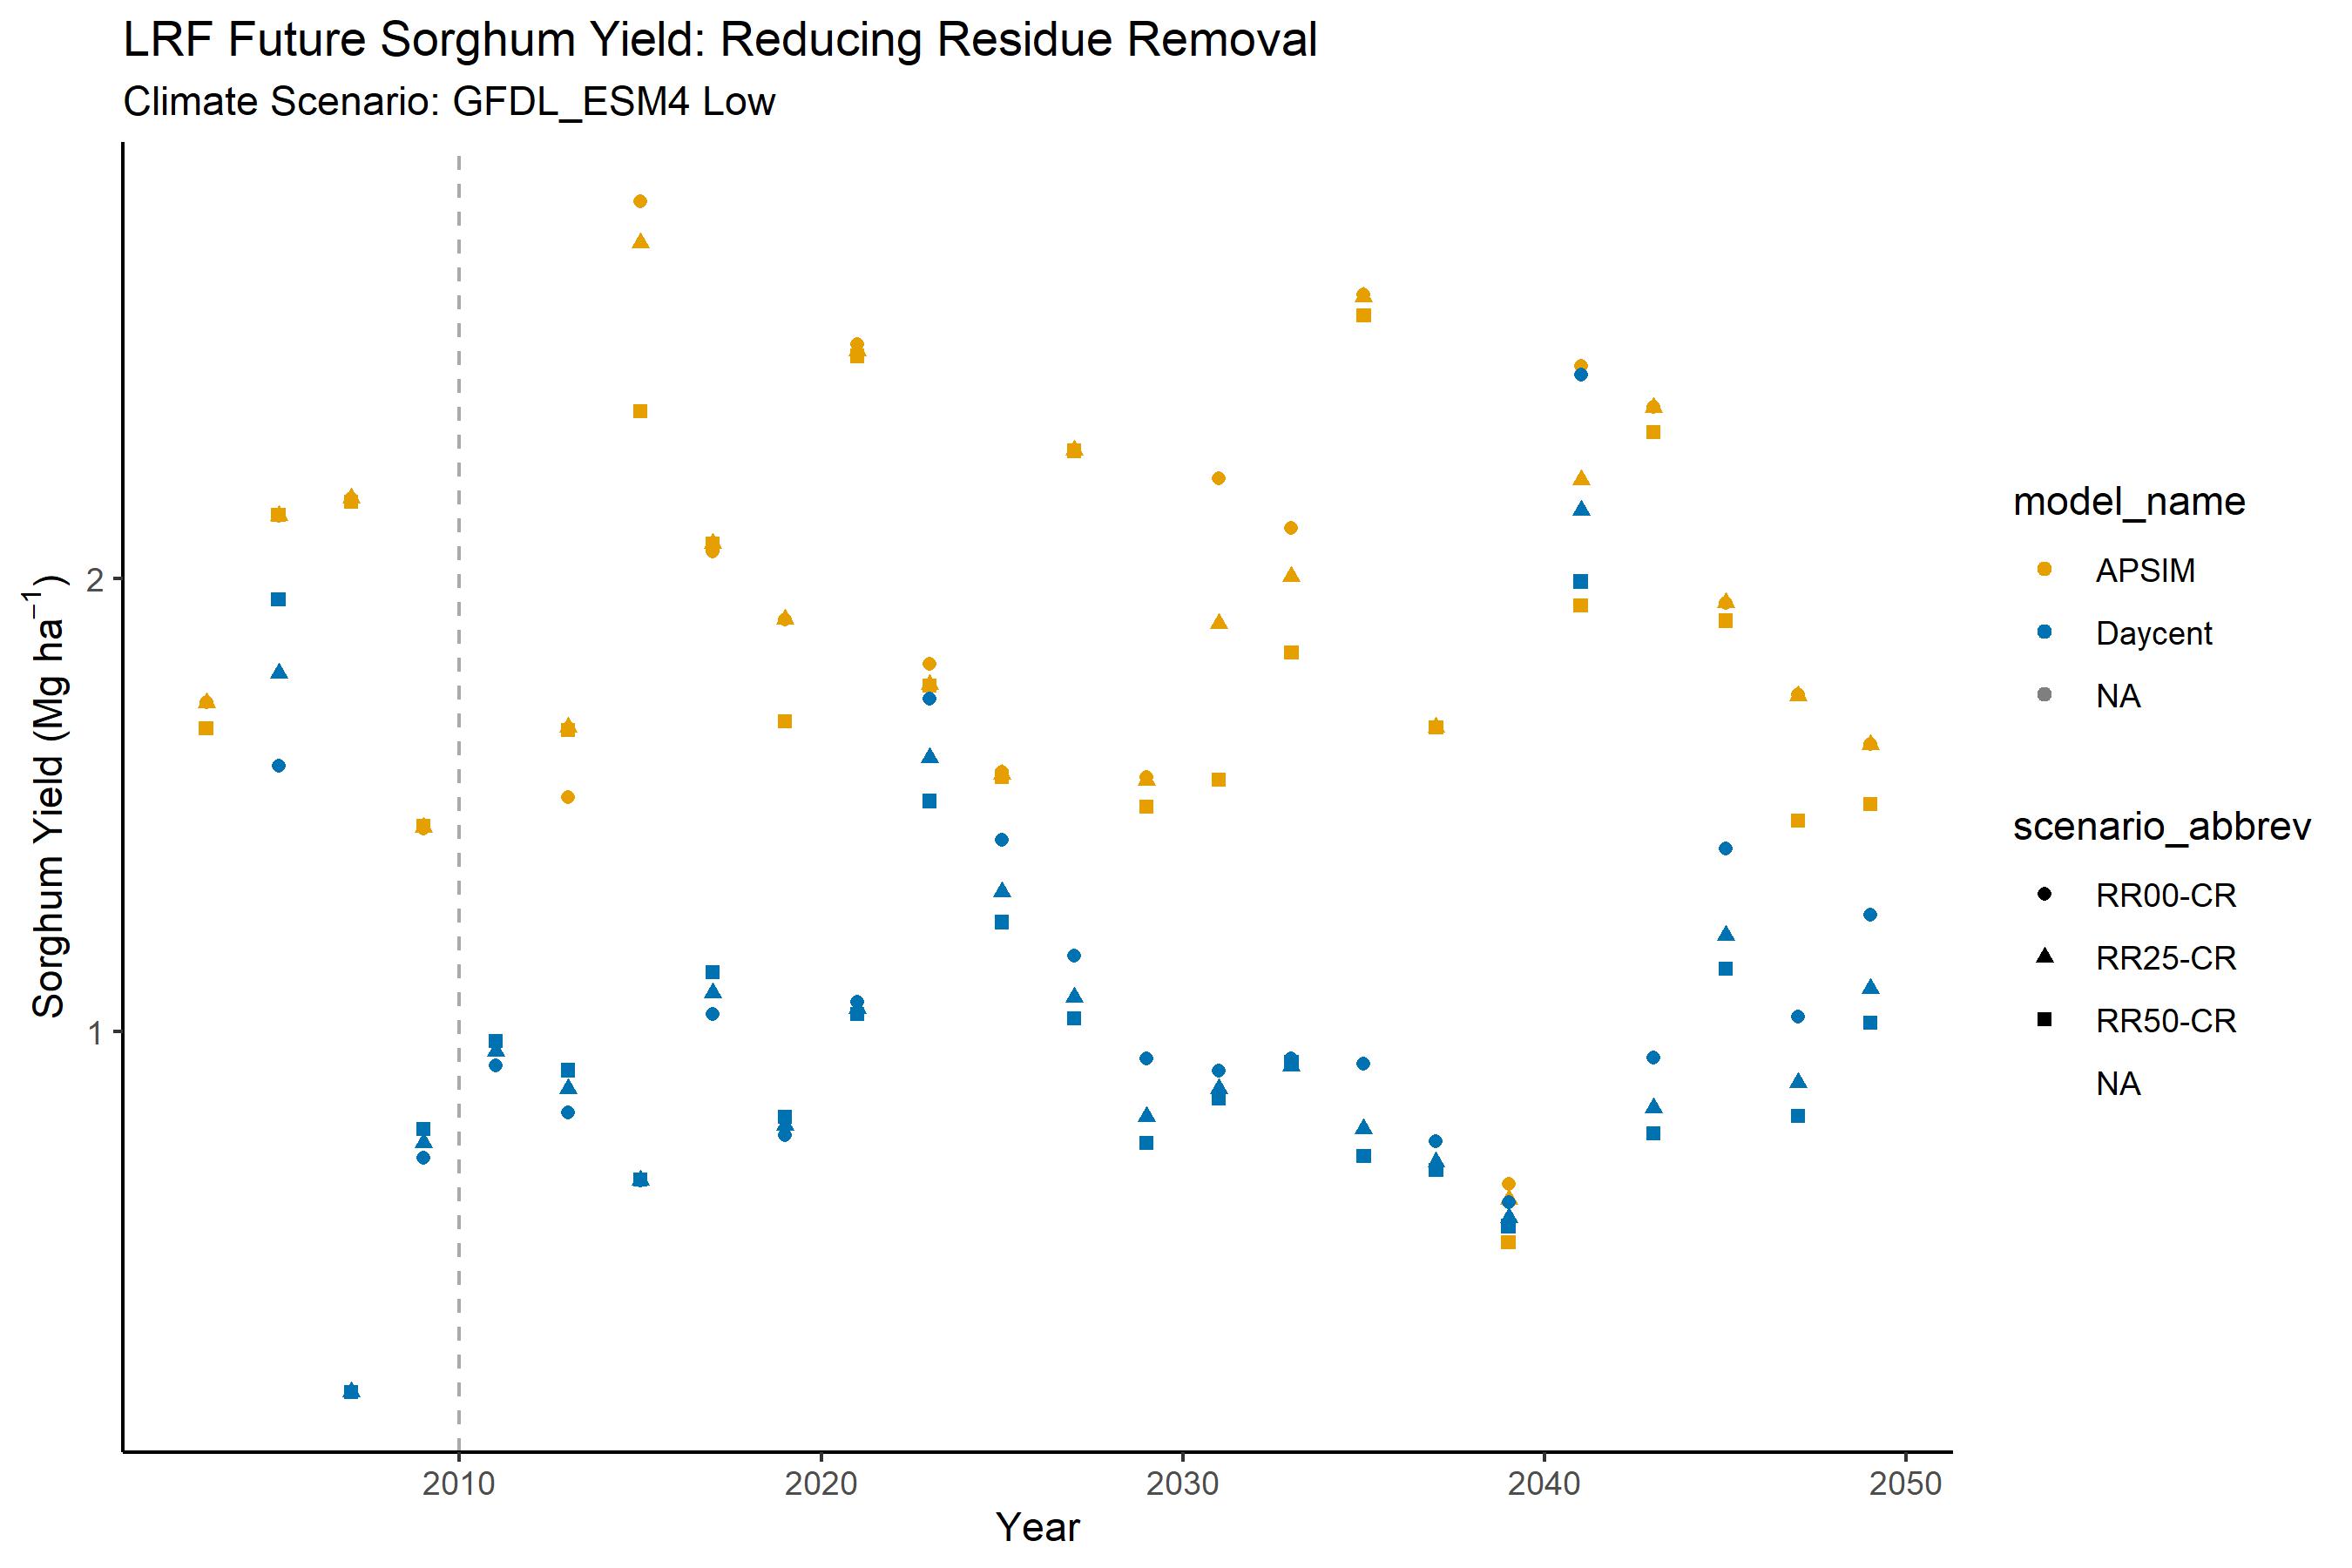 LRF Future Sorghum Yield: Reducing Residue Removal
Climate Scenario: GFDL_ESM4 Low
Sorghum Yield (Mg ha⁻¹)
2
1
2010
2020
2030
2040
2050
Year
model_name
APSIM
Daycent
NA
scenario_abbrev
RR00-CR
RR25-CR
RR50-CR
NA